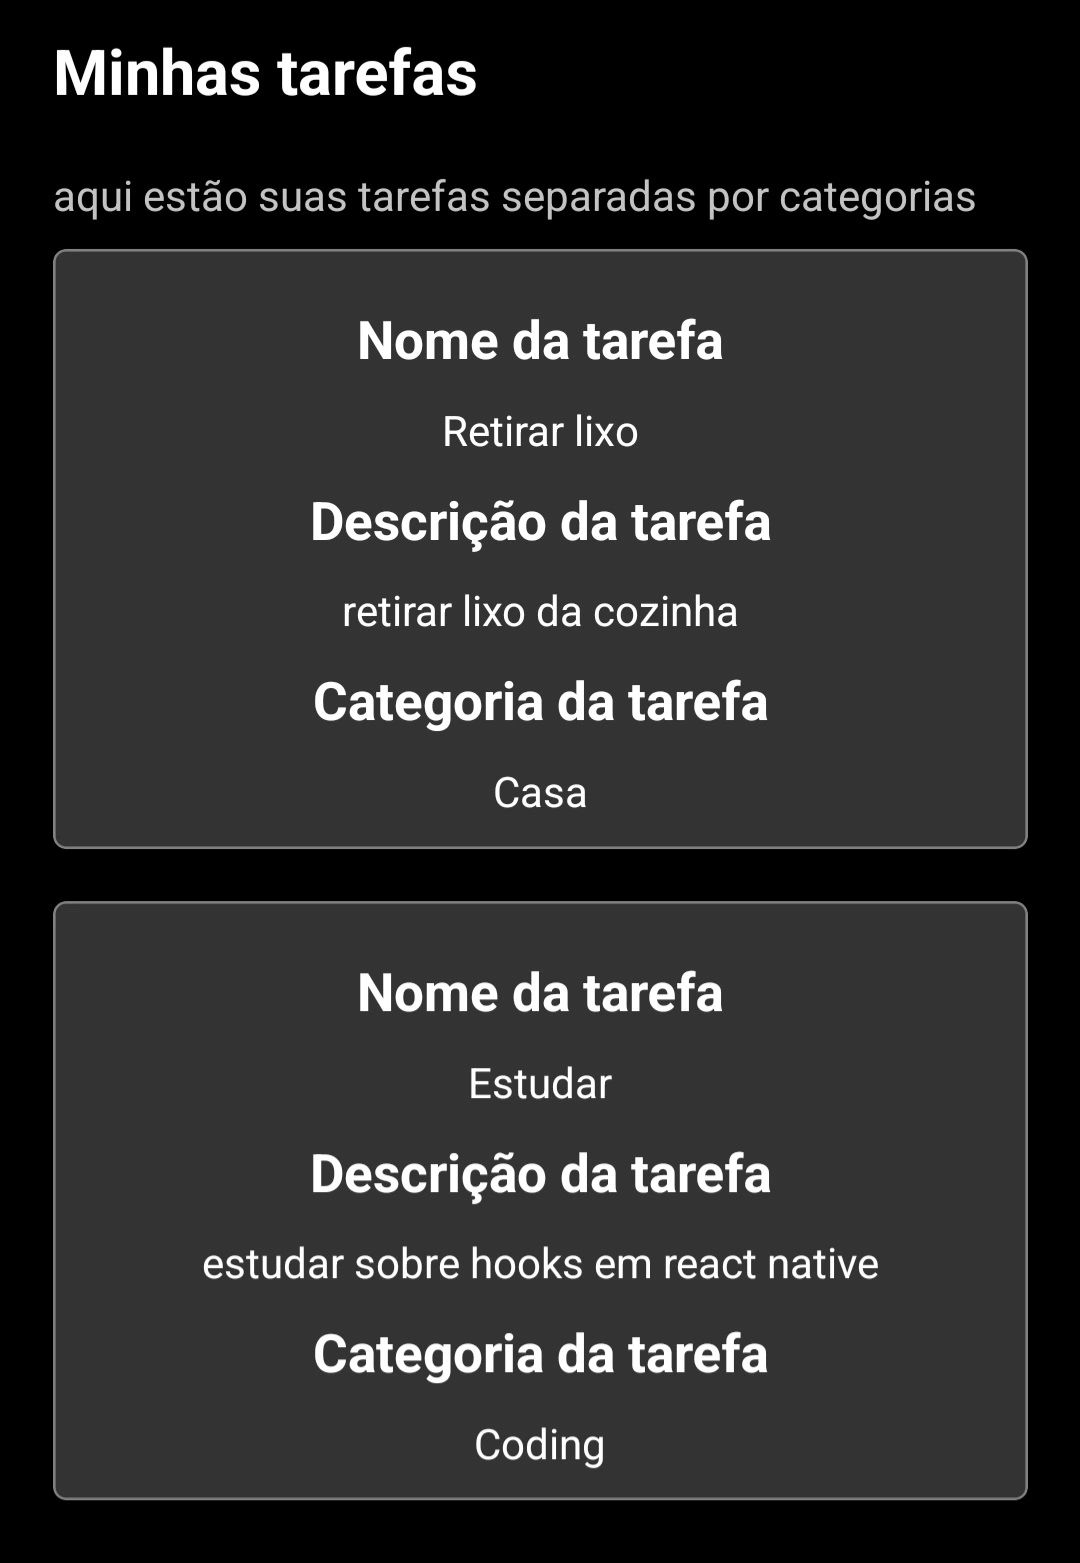 Minhas tarefas
aqui estão suas tarefas separadas por categorias
Nome da tarefa
Retirar lixo
Descrição da tarefa
retirar lixo da cozinha
Categoria da tarefa
Casa
Nome da tarefa
Estudar
Descrição da tarefa
estudar sobre hooks em react native
Categoria da tarefa
Coding